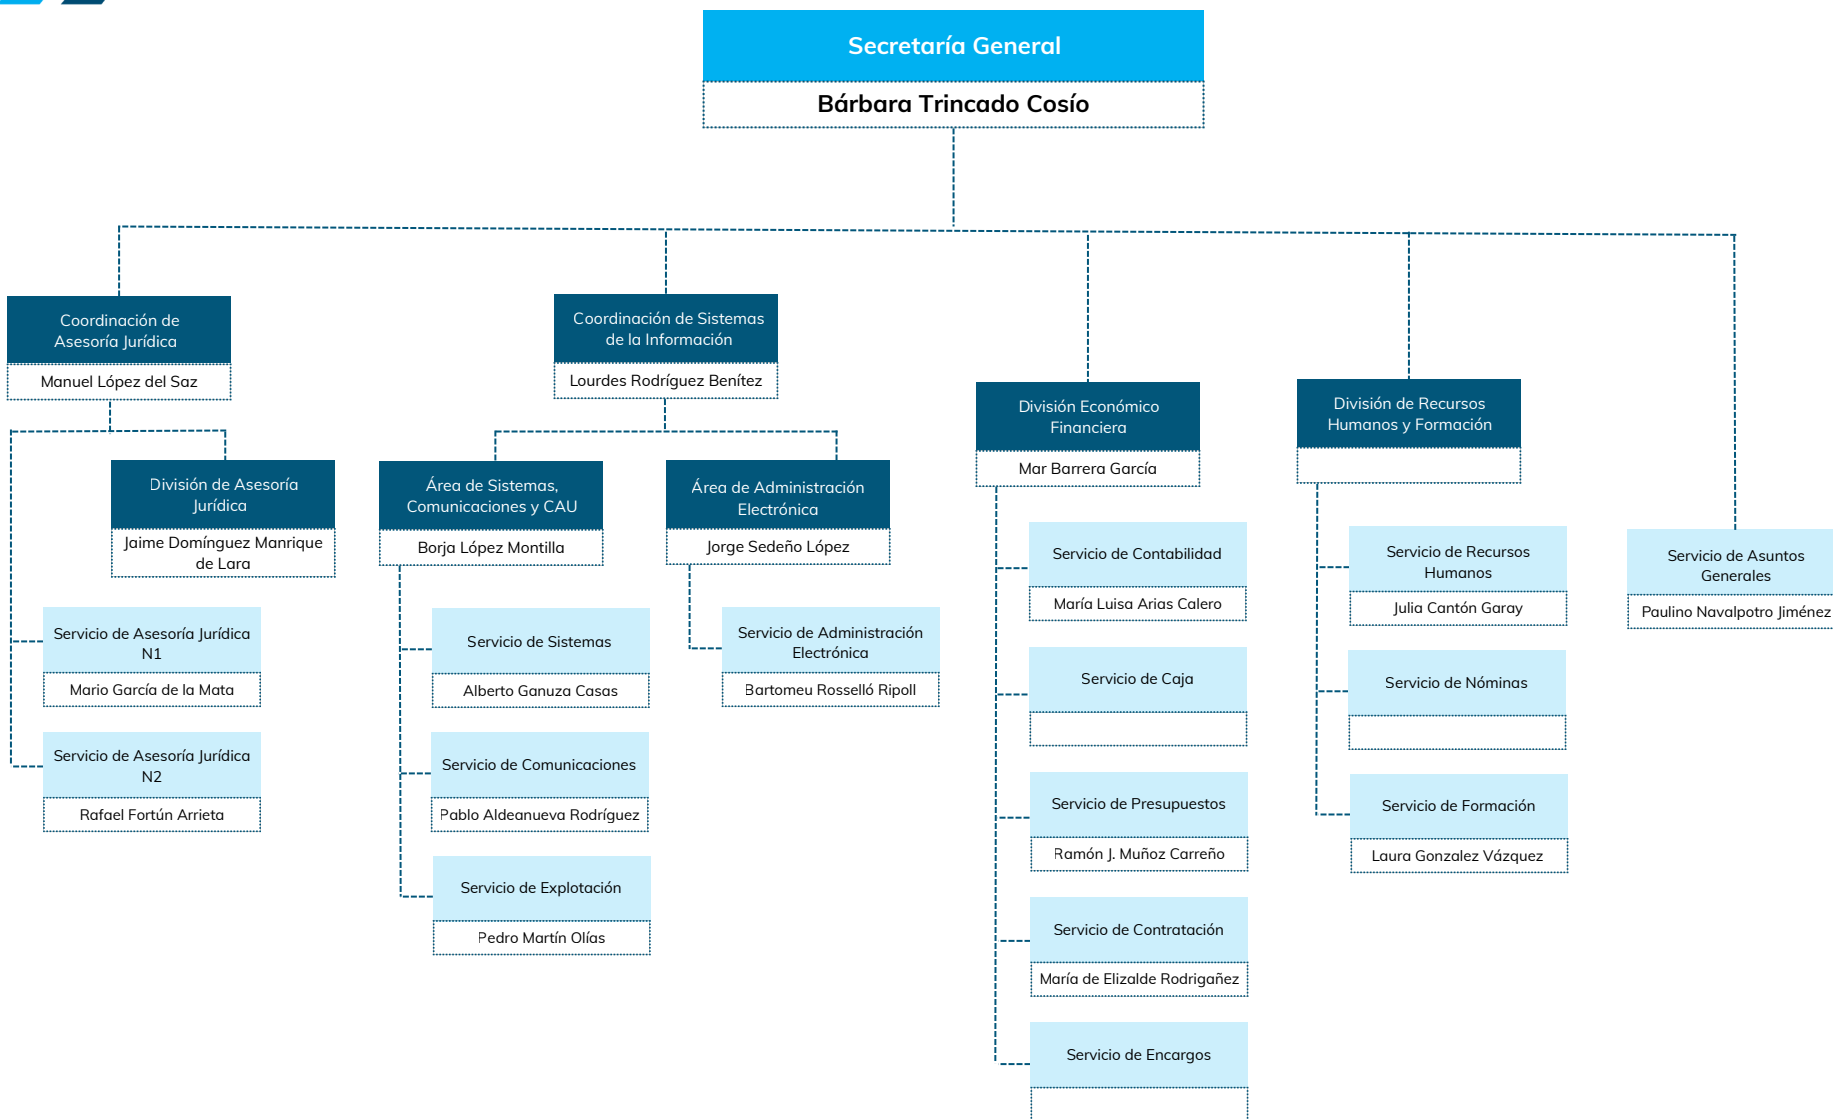 Secretaría General
Bárbara Trincado Cosío
Coordinación de
Asesoría Jurídica
Manuel López del Saz
División de Asesoría
Jurídica
Jaime Domínguez Manrique
de Lara
Servicio de Asesoría Jurídica
N1
Mario García de la Mata
Servicio de Asesoría Jurídica
N2
Rafael Fortún Arrieta
Coordinación de Sistemas
de la Información
Lourdes Rodríguez Benítez
Área de Sistemas,
Comunicaciones y CAU
Borja López Montilla
Servicio de Sistemas
Alberto Ganuza Casas
Servicio de Comunicaciones
Pablo Aldeanueva Rodríguez
Servicio de Explotación
Pedro Martín Olías
Área de Administración
Electrónica
Jorge Sedeño López
Servicio de Administración
Electrónica
Bartomeu Rosselló Ripoll
División Económico
Financiera
Mar Barrera García
Servicio de Contabilidad
María Luisa Arias Calero
Servicio de Caja
Servicio de Presupuestos
Ramón J. Muñoz Carreño
Servicio de Contratación
María de Elizalde Rodrigañez
Servicio de Encargos
División de Recursos
Humanos y Formación
Servicio de Recursos
Humanos
Julia Cantón Garay
Servicio de Nóminas
Servicio de Formación
Laura Gonzalez Vázquez
Servicio de Asuntos
Generales
Paulino Navalpotro Jiménez